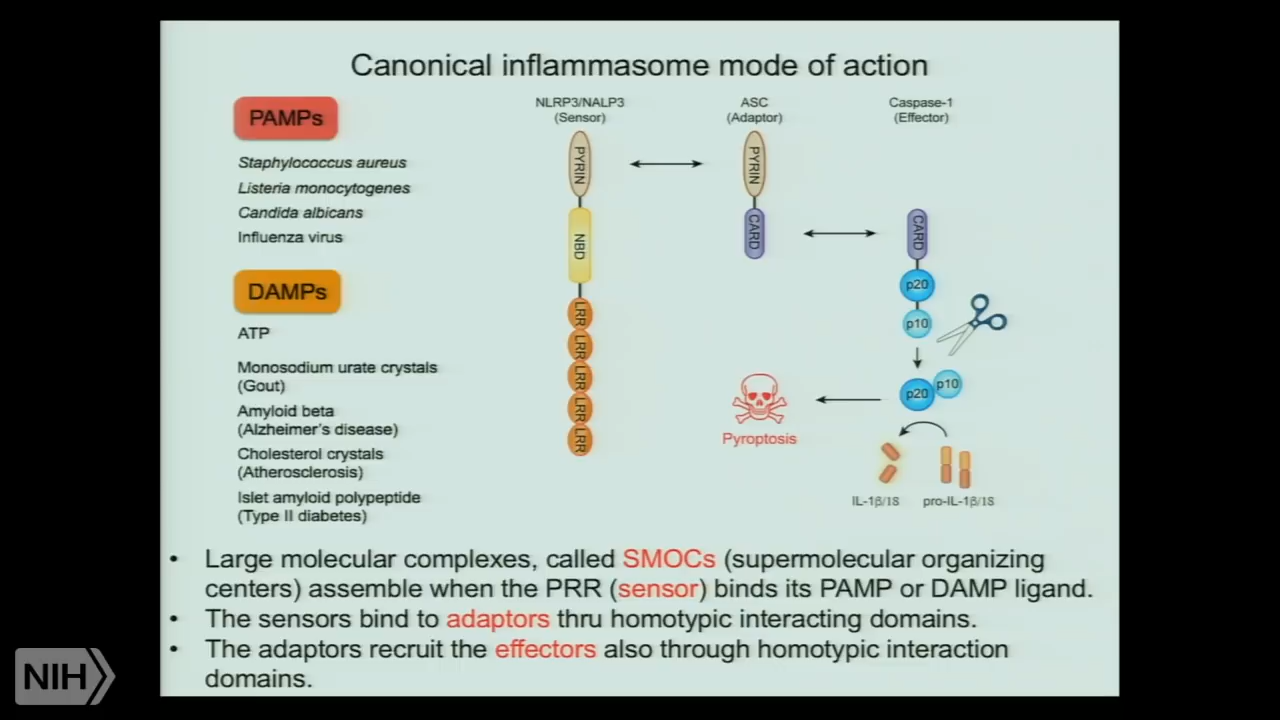 Canonical inflammasome mode of action
PAMPs
Staphylococcus aureus
Listeria monocytogenes
Candida albicans
Influenza virus
DAMPs
ATP
Monosodium urate crystals
(Gout)
Amyloid beta
(Alzheimer's disease)
Cholesterol crystals
(Atherosclerosis)
Islet amyloid polypeptide
(Type II diabetes)
NLRP3/NALP3
(Sensor)
PYRIN
NBD
LRR
LRR
LRR
LRR
LRR
ASC
(Adaptor)
PYRIN
CARD
Caspase-1
(Effector)
CARD
p20
p10
p20
p10
Pyroptosis
IL-1β/18
pro-IL-1β/18
• Large molecular complexes, called SMOCs (supermolecular organizing
centers) assemble when the PRR (sensor) binds its PAMP or DAMP ligand.
• The sensors bind to adaptors thru homotypic interacting domains.
• The adaptors recruit the effectors also through homotypic interaction
domains.
NIH